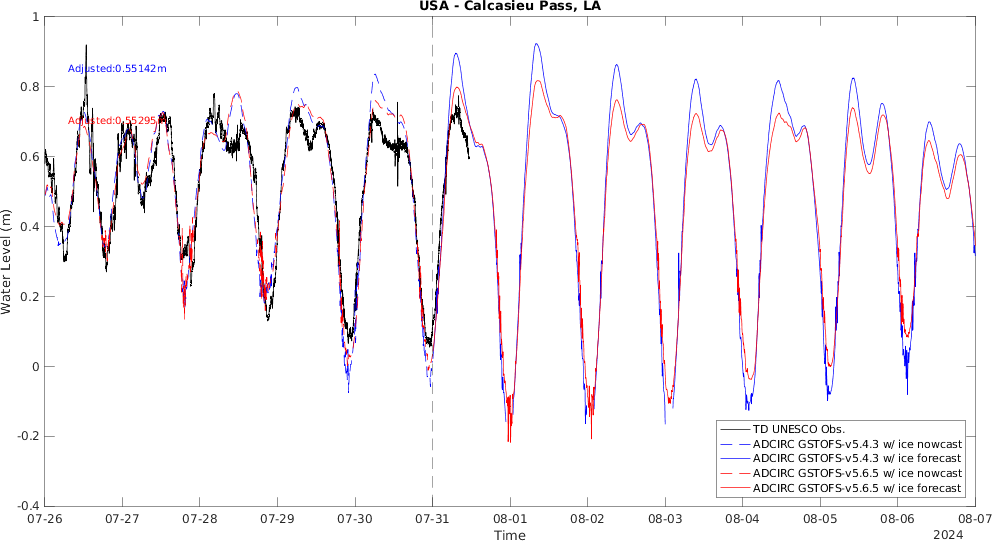 USA - Calcasieu Pass, LA
Adjusted:0.55142m
Adjusted:0.55295m
Water Level (m)
1
0.8
0.6
0.4
0.2
0
-0.2
-0.4
TD UNESCO Obs.
ADCIRC GSTOFS-v5.4.3 w/ ice nowcast
ADCIRC GSTOFS-v5.4.3 w/ ice forecast
ADCIRC GSTOFS-v5.6.5 w/ ice nowcast
ADCIRC GSTOFS-v5.6.5 w/ ice forecast
07-26 07-27 07-28 07-29 07-30 07-31 08-01 08-02 08-03 08-04 08-05 08-06 08-07
Time
2024